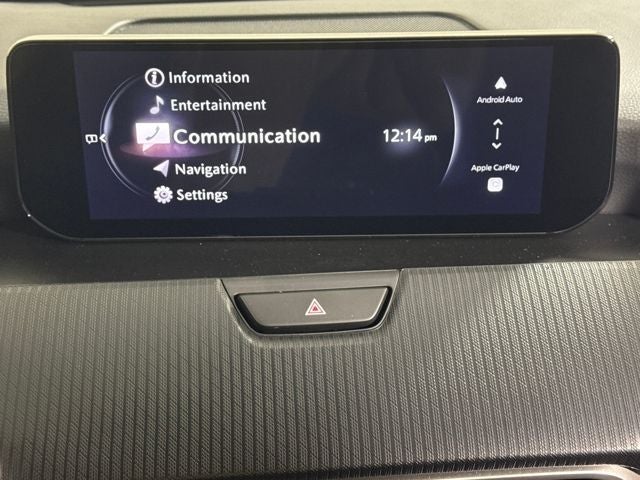 Information
Entertainment
Communication
12:14 pm
Navigation
Settings
Android Auto
Apple CarPlay